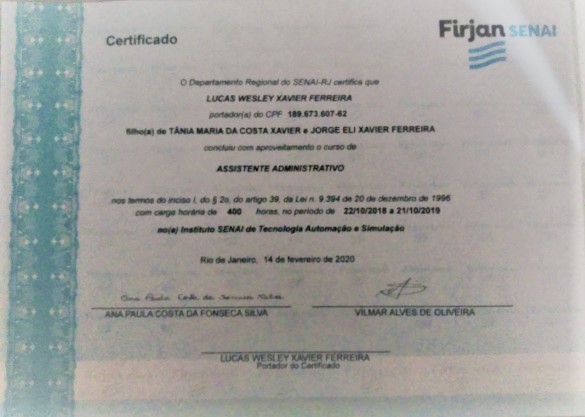 Certificado
Firjan SENAI
O Departamento Regional do SENAI-RJ certifica que
LUCAS WESLEY XAVIER FERREIRA
portador(a) do CPF 189.673.607-62
filho(a) de TÂNIA MARIA DA COSTA XAVIER e JORGE ELI XAVIER FERREIRA
concluiu com aproveitamento o curso de
ASSISTENTE ADMINISTRATIVO
nos termos do inciso I, do § 2o, do artigo 39, da Lei n. 9.394 de 20 de dezembro de 1996
com carga horária de 400 horas, no período de 22/10/2018 a 21/10/2019
no(a) Instituto SENAI de Tecnologia Automação e Simulação
Rio de Janeiro, 14 de fevereiro de 2020
Ana Paula Costa da
ANA PAULA COSTA DA FONSECA SILVA
VILMAR ALVES DE OLIVEIRA
LUCAS WESLEY XAVIER FERREIRA
Portador do Certificado